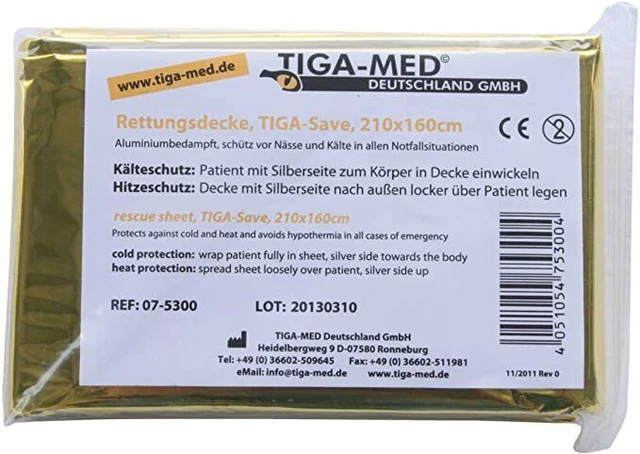 www.tiga-med.de
TIGA-MED©
DEUTSCHLAND GMBH
Rettungsdecke, TIGA-Save, 210x160cm
CE
2
Aluminiumbedampft, schütz vor Nässe und Kälte in allen Notfallsituationen
Kälteschutz: Patient mit Silberseite zum Körper in Decke einwickeln
Hitzeschutz: Decke mit Silberseite nach außen locker über Patient legen
rescue sheet, TIGA-Save, 210x160cm
Protects against cold and heat and avoids hypothermia in all cases of emergency
cold protection: wrap patient fully in sheet, silver side towards the body
heat protection: spread sheet loosely over patient, silver side up
REF: 07-5300 LOT: 20130310
TIGA-MED Deutschland GmbH
Heidelbergweg 9 D-07580 Ronneburg
Tel: +49 (0) 36602-509645 Fax: +49 (0) 36602-511981
eMail: info@tiga-med.de www.tiga-med.de
4 051054 753004
11/2011 Rev 0